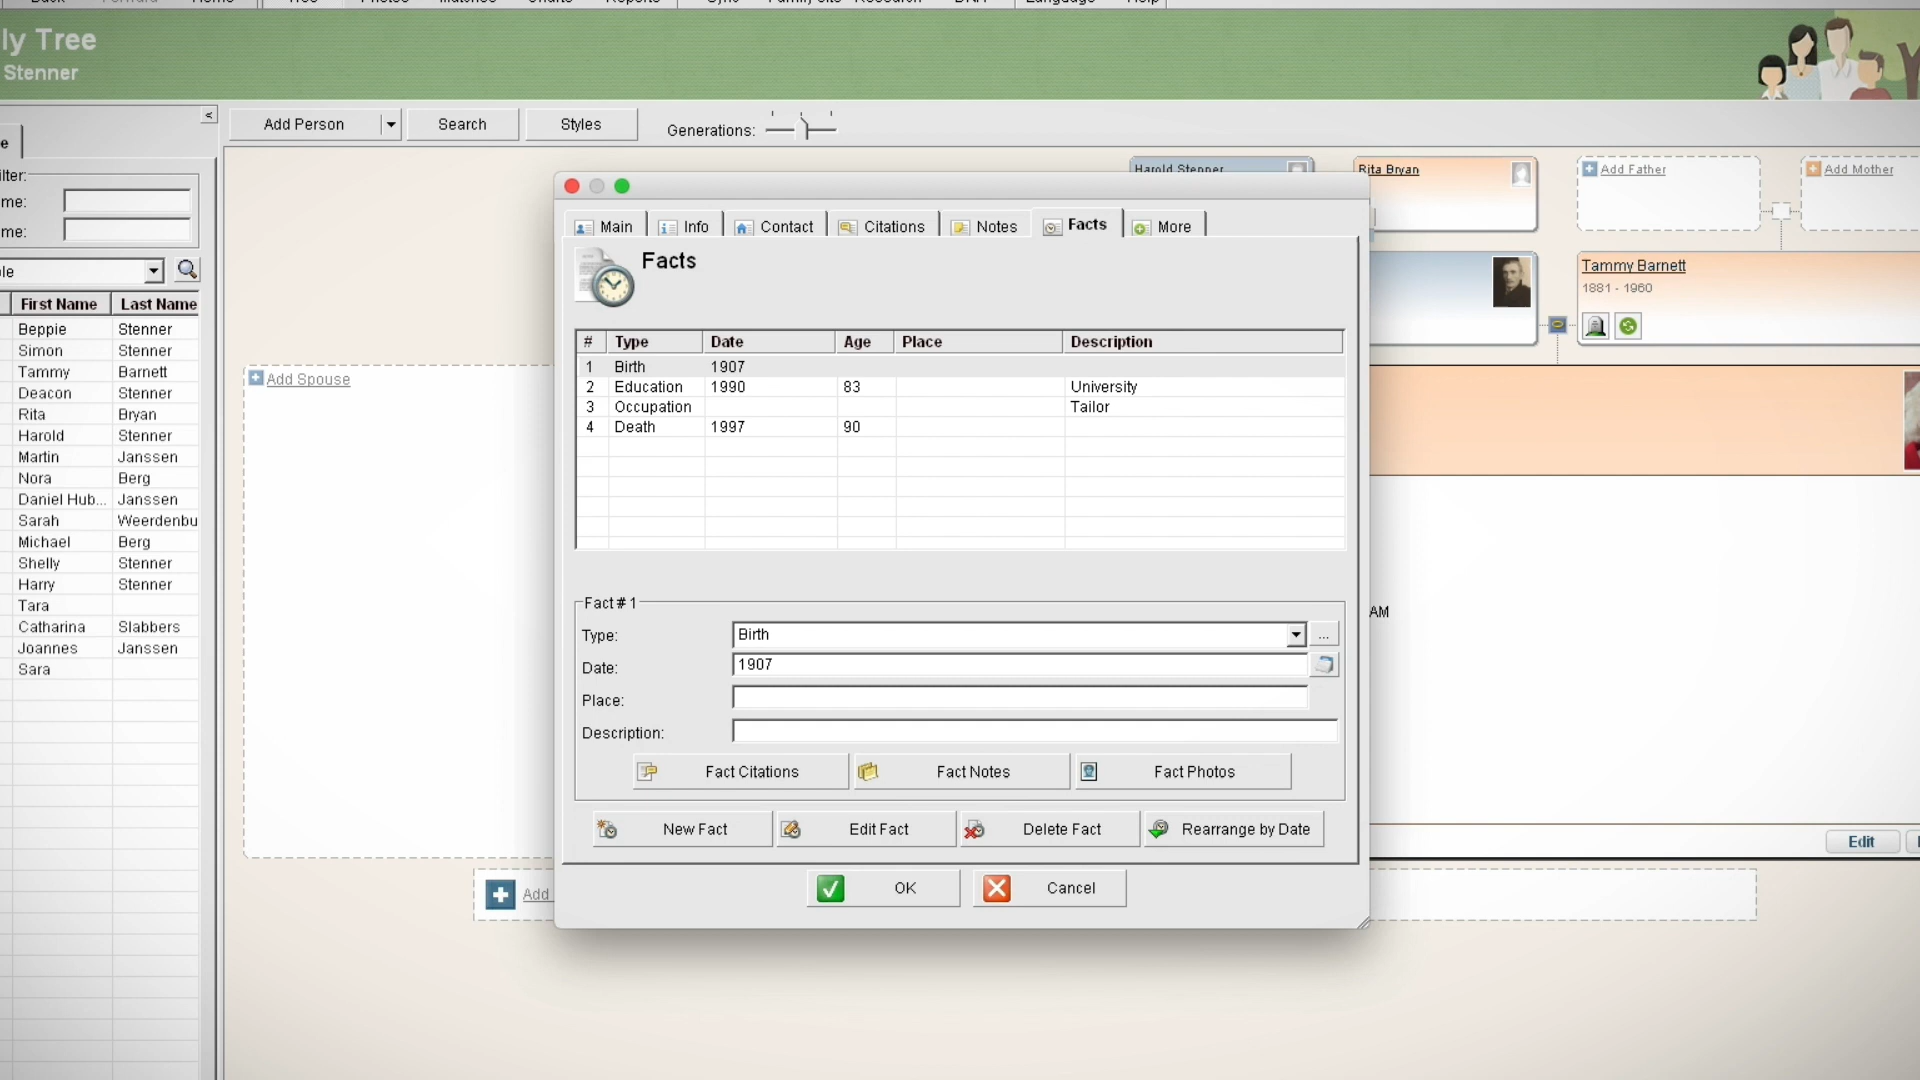 ly Tree
Stenner
Add Person
Search
Styles
Generations:
<
e
ilter:
me:
me:
le
First Name Last Name
Beppie Stenner
Simon Stenner
Tammy Barnett
Deacon Stenner
Rita Bryan
Harold Stenner
Martin Janssen
Nora Berg
Daniel Hub... Janssen
Sarah Weerdenbu
Michael Berg
Shelly Stenner
Harry Stenner
Tara
Catharina Slabbers
Joannes Janssen
Sara
Add Spouse
Harold Stenner
Rita Bryan
Add Father
Add Mother
Tammy Barnett
1881 - 1960
Main
Info
Contact
Citations
Notes
Facts
More
Facts
# Type Date Age Place Description
1 Birth 1907
2 Education 1990 83 University
3 Occupation Tailor
4 Death 1997 90
Fact # 1
Type: Birth ...
Date: 1907
Place:
Description:
Fact Citations
Fact Notes
Fact Photos
New Fact
Edit Fact
Delete Fact
Rearrange by Date
OK
Cancel
AM
Edit
Add